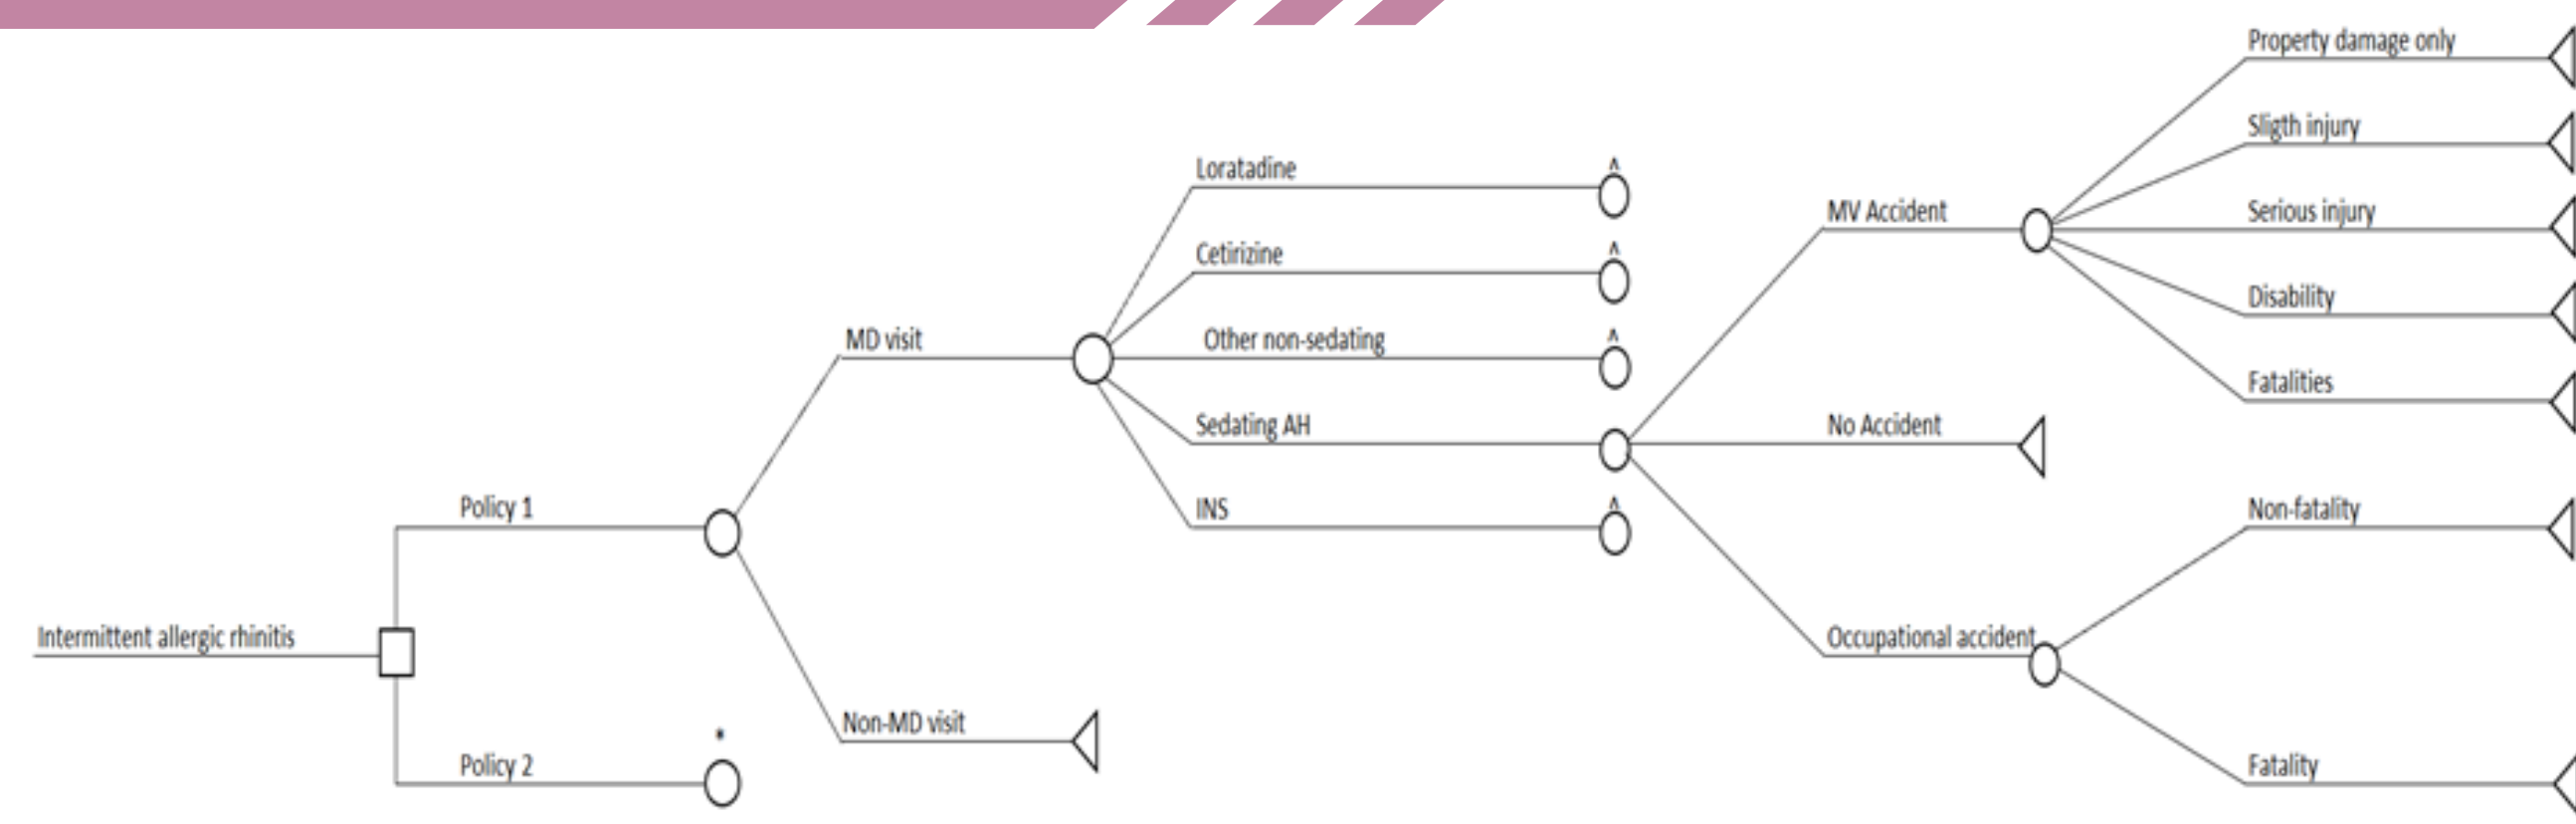 Property damage only
Sligth injury
Loratadine
^
MV Accident
Serious injury
Cetirizine
^
Disability
MD visit
Other non-sedating
^
Fatalities
Sedating AH
No Accident
Policy 1
INS
^
Non-fatality
Intermittent allergic rhinitis
Occupational accident
Non-MD visit
*
Policy 2
Fatality